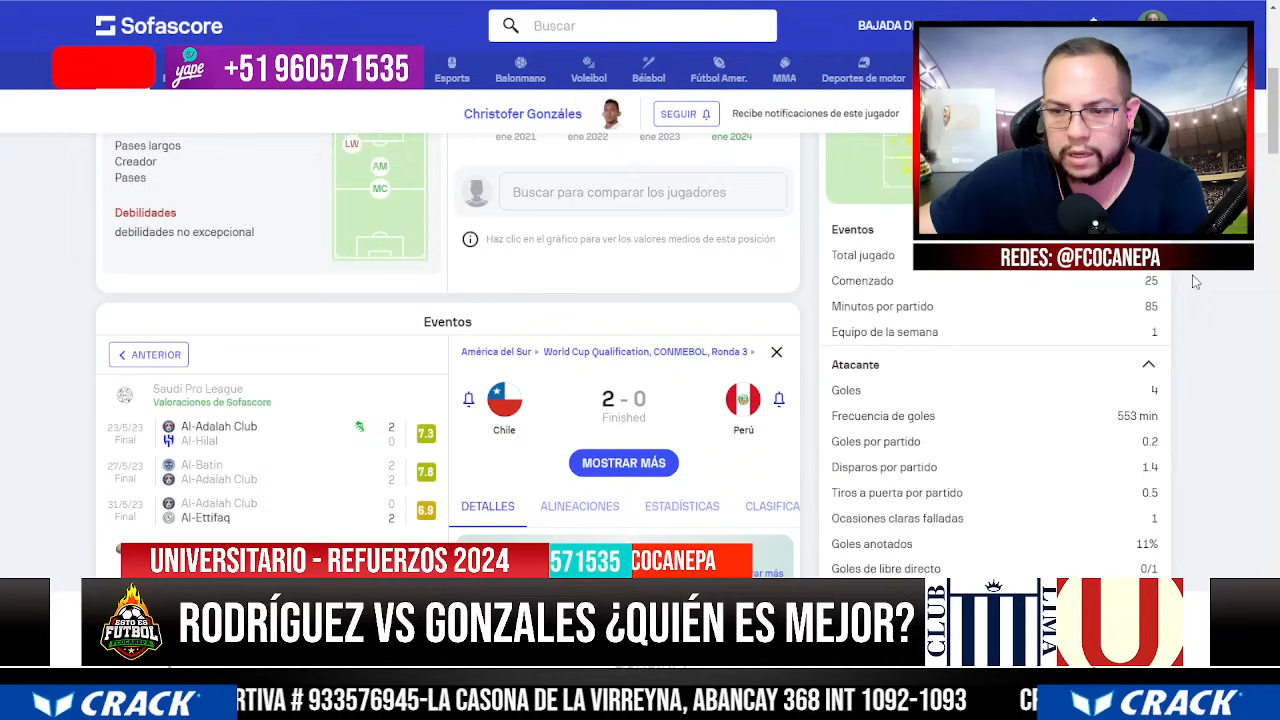 Sofascore
Buscar
BAJADA D
yape +51 960571535
Esports
Balonmano
Voleibol
Béisbol
Fútbol Amer.
MMA
Deportes de motor
Christofer Gonzáles
SEGUIR
Recibe notificaciones de este jugador
REDES: @FCOCANEPA
Pases largos
Creador
Pases
Debilidades
debilidades no excepcional
LW
AM
MC
ene 2021
ene 2022
ene 2023
ene 2024
Buscar para comparar los jugadores
Haz clic en el gráfico para ver los valores medios de esta posición
Eventos
Total jugado
Comenzado 25
Minutos por partido 85
Equipo de la semana 1
Atacante
Goles 4
Frecuencia de goles 553 min
Goles por partido 0.2
Disparos por partido 1.4
Tiros a puerta por partido 0.5
Ocasiones claras falladas 1
Goles anotados 11%
Goles de libre directo 0/1
Eventos
ANTERIOR
Saudi Pro League
Valoraciones de Sofascore
23/5/23 Al-Adalah Club 2
Final Al-Hilal 0
7.3
27/5/23 Al-Batin 2
Final Al-Adalah Club 2
7.8
31/5/23 Al-Adalah Club 0
Final Al-Ettifaq 2
6.9
América del Sur World Cup Qualification, CONMEBOL, Ronda 3
2 - 0
Finished
Chile
Perú
MOSTRAR MÁS
DETALLES
ALINEACIONES
ESTADÍSTICAS
CLASIFICA
ar más
UNIVERSITARIO - REFUERZOS 2024
571535
COCANEPA
ESTO ES
FUTBOL
FCOCANEPA
RODRÍGUEZ VS GONZALES ¿QUIÉN ES MEJOR?
CLUB
LIMA
U
CRACK
RTIVA # 933576945-LA CASONA DE LA VIRREYNA, ABANCAY 368 INT 1092-1093
CR
CRACK